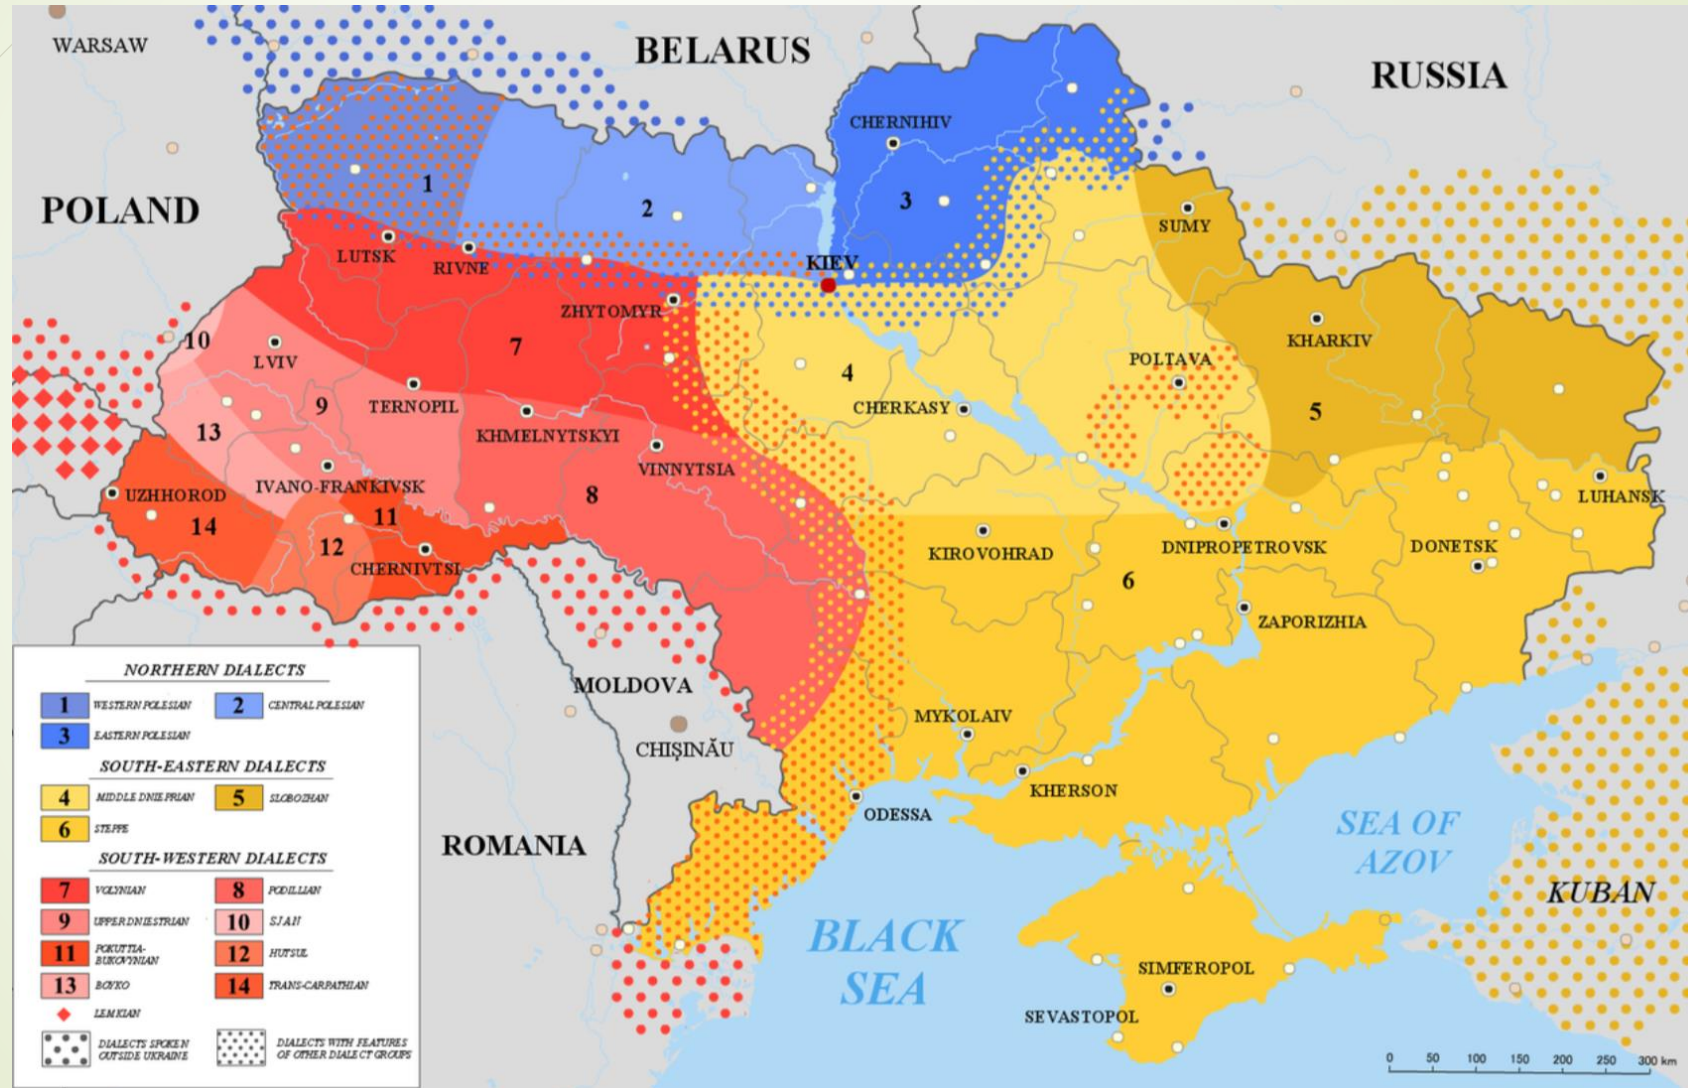 WARSAW
BELARUS
RUSSIA
CHERNIHIV
POLAND
1
2
3
SUMY
LUTSK
RIVNE
KIEV
ZHYTOMYR
10
LVIV
7
4
POLTAVA
KHARKIV
9
TERNOPIL
CHERKASY
5
13
KHMELNYTSKYI
VINNYTSIA
UZHHOROD
IVANO-FRANKIVSK
8
LUHANSK
14
11
12
CHERNIVTSI
KIROVOHRAD
DNIPROPETROVSK
DONETSK
6
ZAPORIZHIA
MOLDOVA
CHIȘINĂU
MYKOLAIV
KHERSON
ODESSA
ROMANIA
SEA OF
AZOV
KUBAN
BLACK
SEA
SIMFEROPOL
SEVASTOPOL
NORTHERN DIALECTS
1 WESTERN POLESIAN
2 CENTRAL POLESIAN
3 EASTERN POLESIAN
SOUTH-EASTERN DIALECTS
4 MIDDLE DNIEPRIAN
5 SLOBOZHAN
6 STEPPE
SOUTH-WESTERN DIALECTS
7 VOLYNIAN
8 PODILLIAN
9 UPPER DNIESTRIAN
10 SJAN
11 POKUTTIA-
BUKOVYNIAN
12 HUTSUL
13 BOYKO
14 TRANS-CARPATHIAN
LEMKIAN
DIALECTS SPOKEN
OUTSIDE UKRAINE
DIALECTS WITH FEATURES
OF OTHER DIALECT GROUPS
0 50 100 150 200 250 300 km